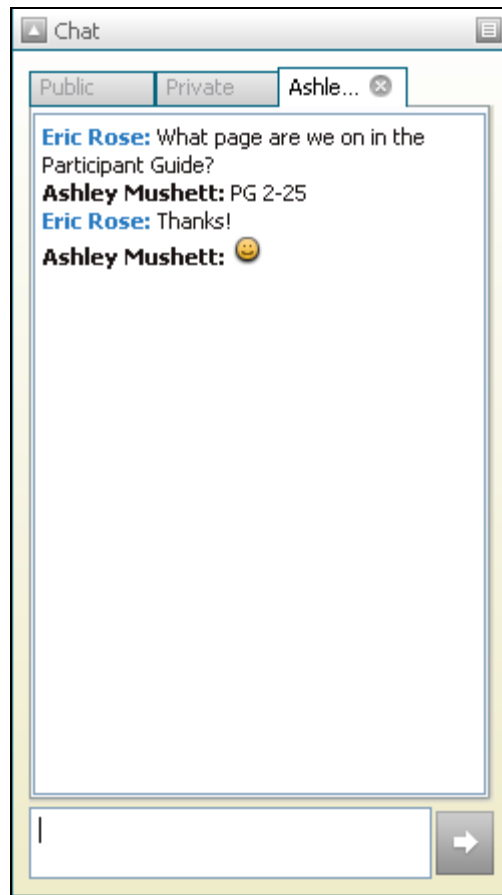 Chat
Public Private Ashle...
Eric Rose: What page are we on in the
Participant Guide?
Ashley Mushett: PG 2-25
Eric Rose: Thanks!
Ashley Mushett: